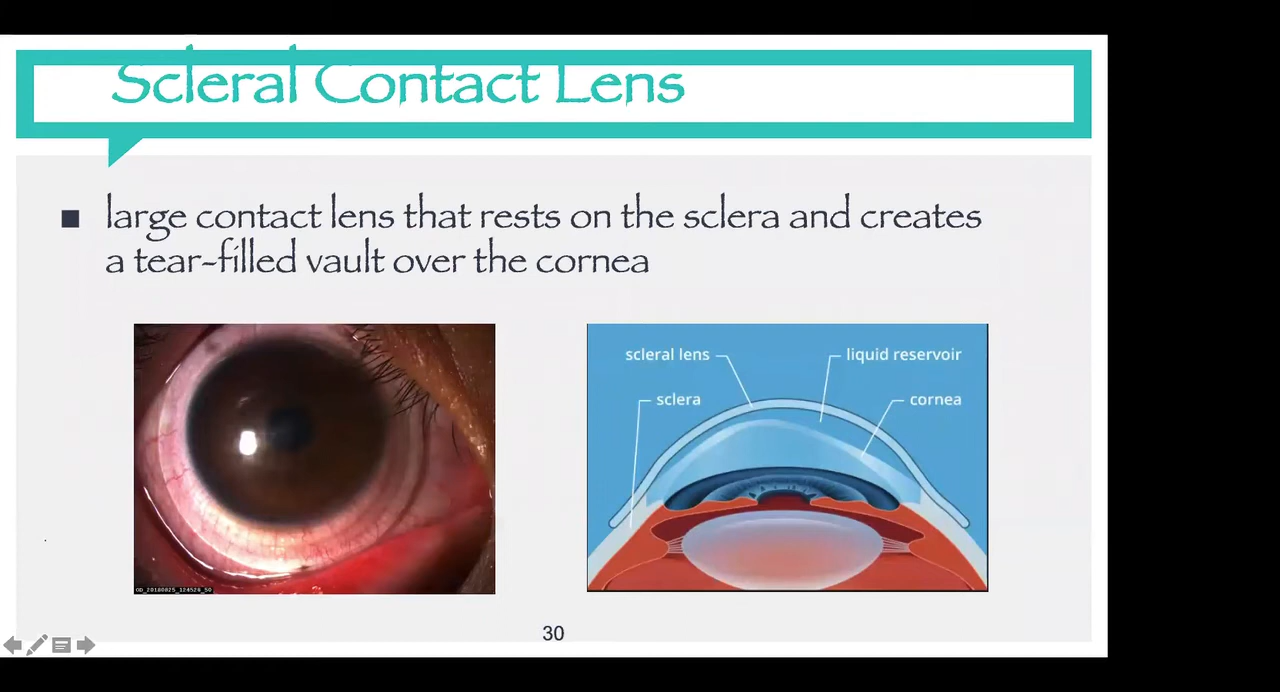 Scleral Contact Lens
■ large contact lens that rests on the sclera and creates
a tear-filled vault over the cornea
scleral lens
liquid reservoir
sclera
cornea
OD_20180825_124526_50
30